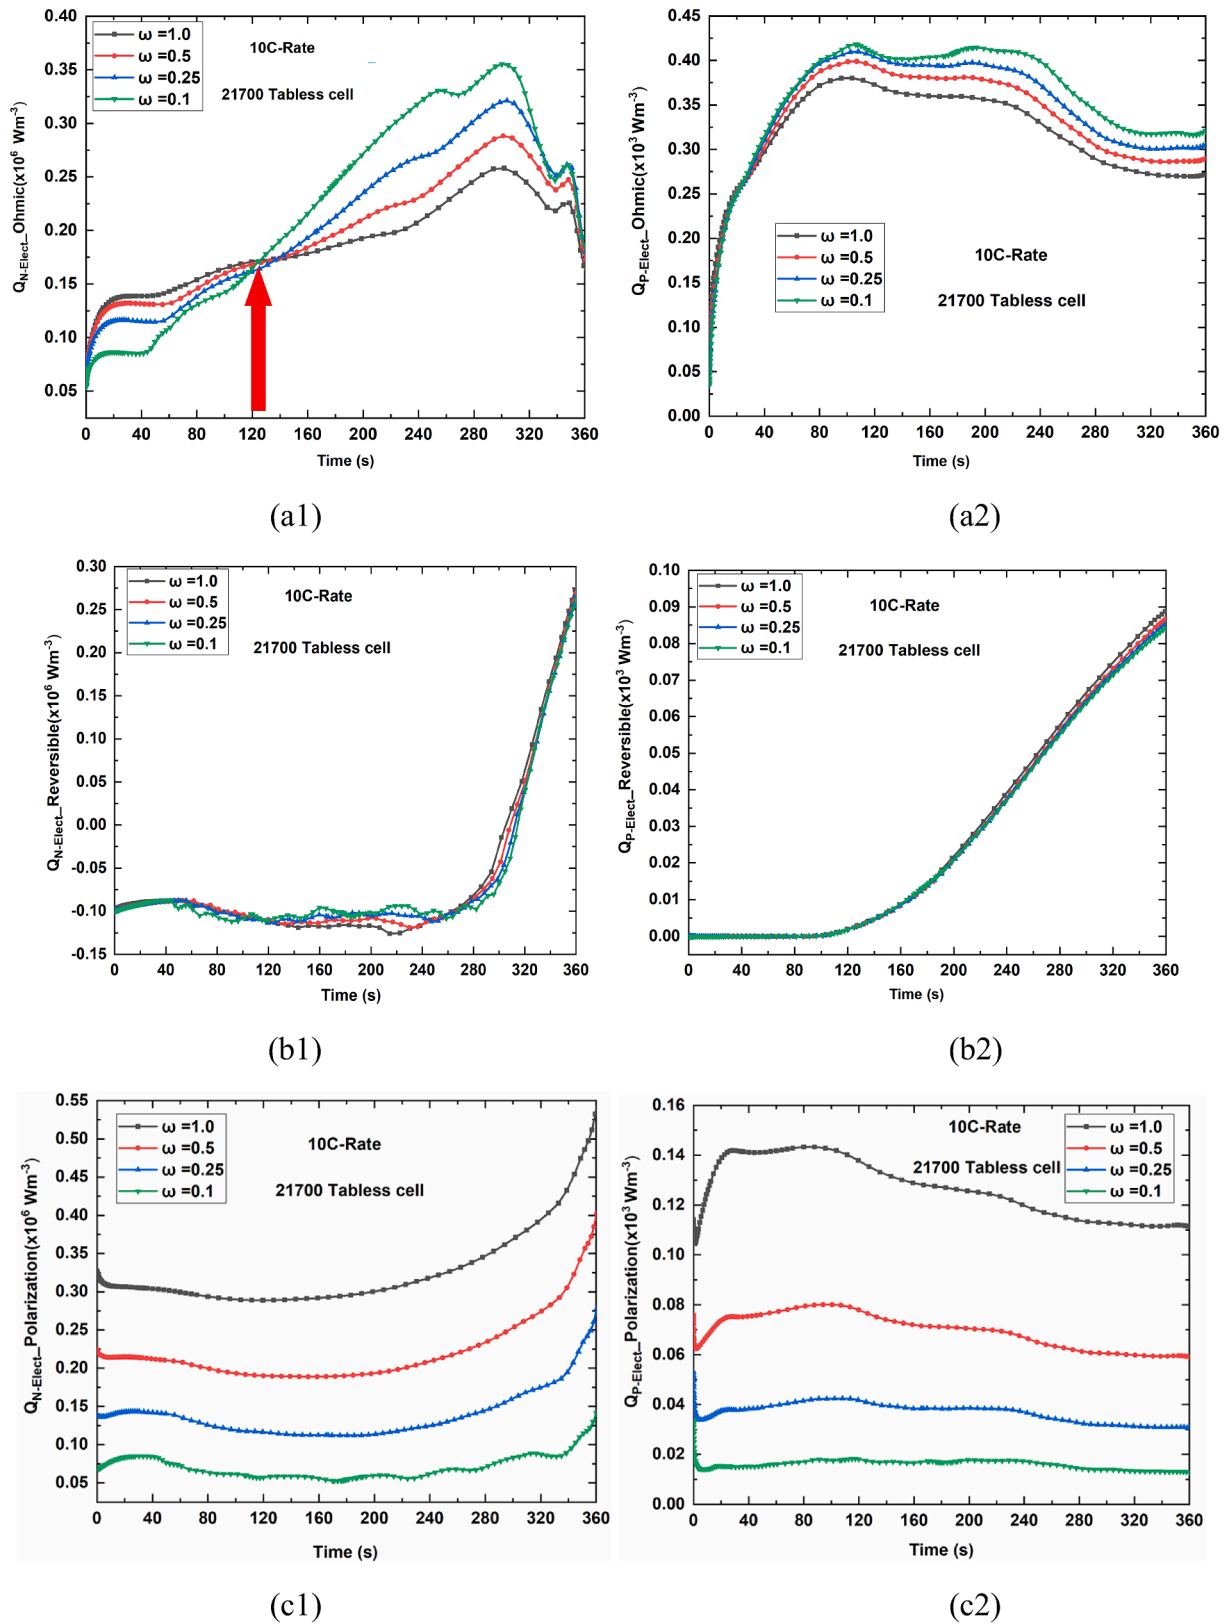 ω =1.0
ω =0.5
ω =0.25
ω =0.1
10C-Rate
21700 Tabless cell
Q_N-Elect_Ohmic(x10⁶ Wm⁻³)
0.40
0.35
0.30
0.25
0.20
0.15
0.10
0.05
0 40 80 120 160 200 240 280 320 360
Time (s)
(a1)
Q_P-Elect_Ohmic(x10³ Wm⁻³)
0.45
0.40
0.35
0.30
0.25
0.20
0.15
0.10
0.05
0.00
ω =1.0
ω =0.5
ω =0.25
ω =0.1
10C-Rate
21700 Tabless cell
0 40 80 120 160 200 240 280 320 360
Time (s)
(a2)
Q_N-Elect_Reversible(x10⁶ Wm⁻³)
0.30
0.25
0.20
0.15
0.10
0.05
0.00
-0.05
-0.10
-0.15
ω =1.0
ω =0.5
ω =0.25
ω =0.1
10C-Rate
21700 Tabless cell
0 40 80 120 160 200 240 280 320 360
Time (s)
(b1)
Q_P-Elect_Reversible(x10³ Wm⁻³)
0.10
0.09
0.08
0.07
0.06
0.05
0.04
0.03
0.02
0.01
0.00
ω =1.0
ω =0.5
ω =0.25
ω =0.1
10C-Rate
21700 Tabless cell
0 40 80 120 160 200 240 280 320 360
Time (s)
(b2)
Q_N-Elect_Polarization(x10⁶ Wm⁻³)
0.55
0.50
0.45
0.40
0.35
0.30
0.25
0.20
0.15
0.10
0.05
ω =1.0
ω =0.5
ω =0.25
ω =0.1
10C-Rate
21700 Tabless cell
0 40 80 120 160 200 240 280 320 360
Time (s)
(c1)
Q_P-Elect_Polarization(x10³ Wm⁻³)
0.16
0.14
0.12
0.10
0.08
0.06
0.04
0.02
0.00
10C-Rate
21700 Tabless cell
ω =1.0
ω =0.5
ω =0.25
ω =0.1
0 40 80 120 160 200 240 280 320 360
Time (s)
(c2)